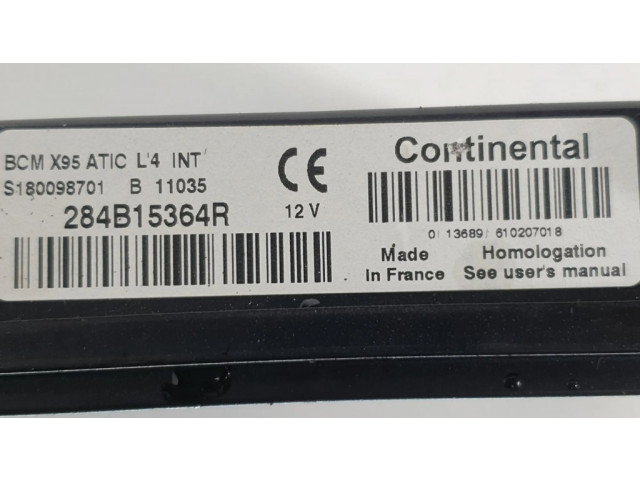 BCM X95 ATIC L'4 INT'
S180098701 B 11035
284B15364R
12 V
CE
Continental
0/ 13689/ 610207018
Made In France
Homologation
See user's manual